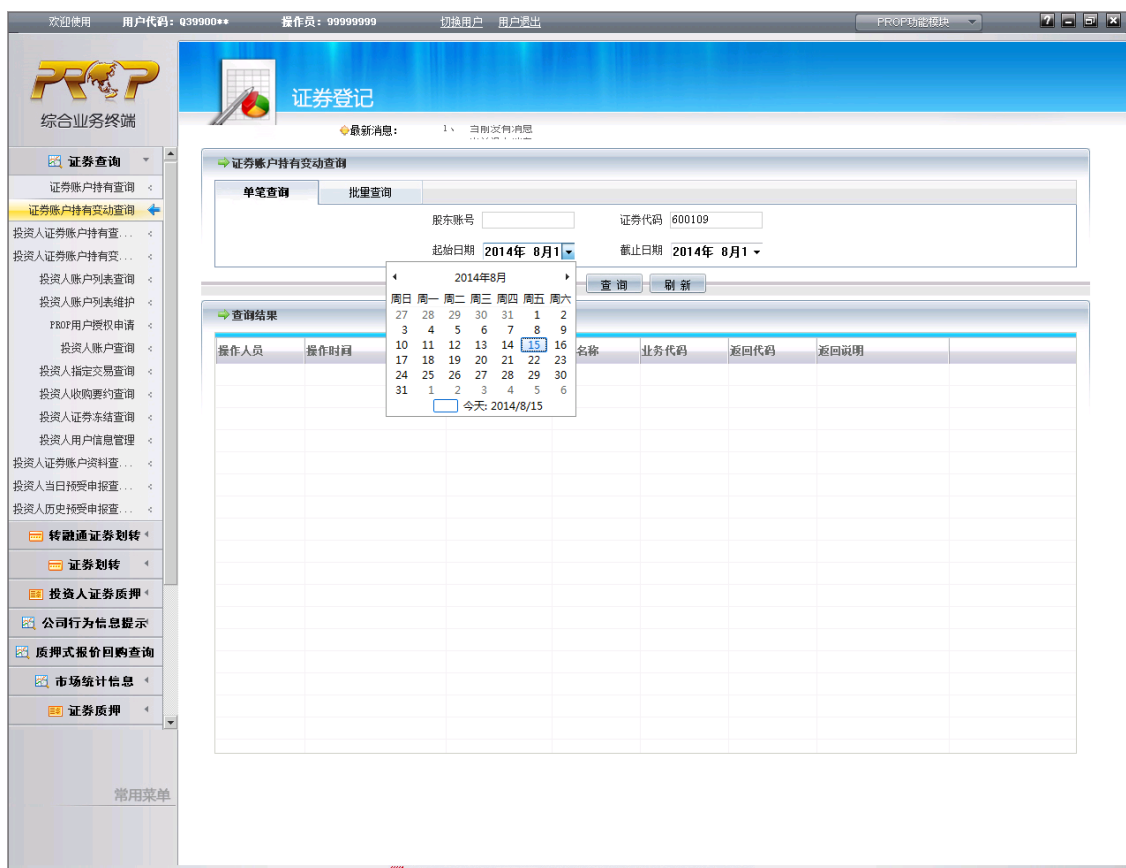 欢迎使用 用户代码: Q39900** 操作员: 99999999 切换用户 用户退出 PROP功能模块
PROP
综合业务终端
证券登记
最新消息: 1、 当前没有消息
证券查询
证券账户持有查询
证券账户持有变动查询
投资人证券账户持有查...
投资人证券账户持有变...
投资人账户列表查询
投资人账户列表维护
PROP用户授权申请
投资人账户查询
投资人指定交易查询
投资人收购要约查询
投资人证券冻结查询
投资人用户信息管理
投资人证券账户资料查...
投资人当日预受申报查...
投资人历史预受申报查...
转融通证券划转
证券划转
投资人证券质押
公司行为信息提示
质押式报价回购查询
市场统计信息
证券质押
常用菜单
证券账户持有变动查询
单笔查询 批量查询
股东账号 证券代码 600109
起始日期 2014年 8月1 截止日期 2014年 8月1
查 询 刷 新
2014年8月
周日 周一 周二 周三 周四 周五 周六
27 28 29 30 31 1 2
3 4 5 6 7 8 9
10 11 12 13 14 15 16
17 18 19 20 21 22 23
24 25 26 27 28 29 30
31 1 2 3 4 5 6
今天: 2014/8/15
查询结果
操作人员 操作时间 名称 业务代码 返回代码 返回说明